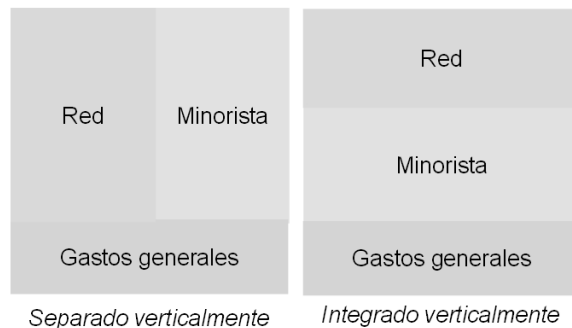 Red
Minorista
Gastos generales
Separado verticalmente
Red
Minorista
Gastos generales
Integrado verticalmente